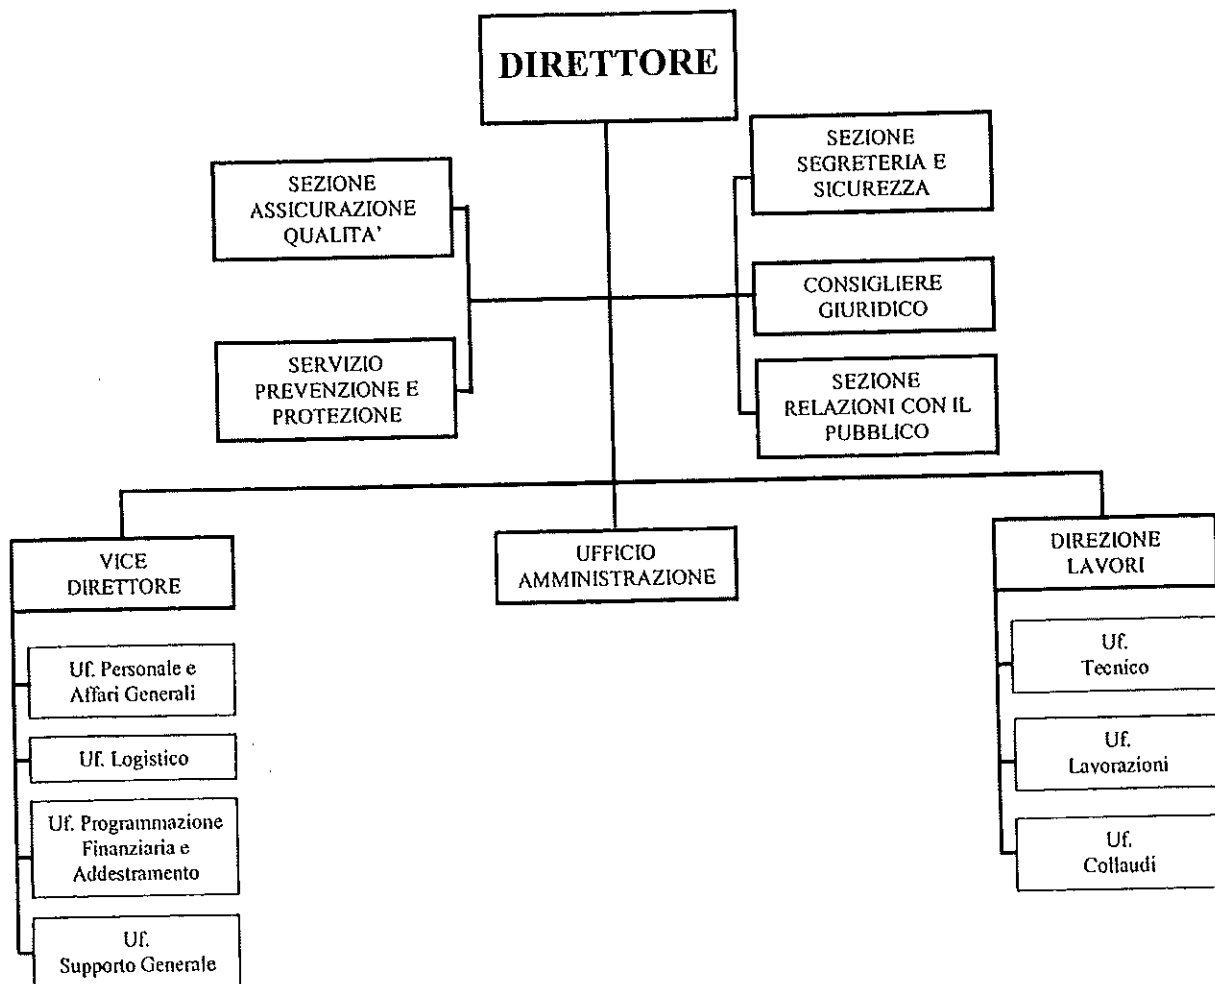 DIRETTORE
SEZIONE
ASSICURAZIONE
QUALITA'
SERVIZIO
PREVENZIONE E
PROTEZIONE
SEZIONE
SEGRETERIA E
SICUREZZA
CONSIGLIERE
GIURIDICO
SEZIONE
RELAZIONI CON IL
PUBBLICO
VICE
DIRETTORE
Uf. Personale e
Affari Generali
Uf. Logistico
Uf. Programmazione
Finanziaria e
Addestramento
Uf.
Supporto Generale
UFFICIO
AMMINISTRAZIONE
DIREZIONE
LAVORI
Uf.
Tecnico
Uf.
Lavorazioni
Uf.
Collaudi